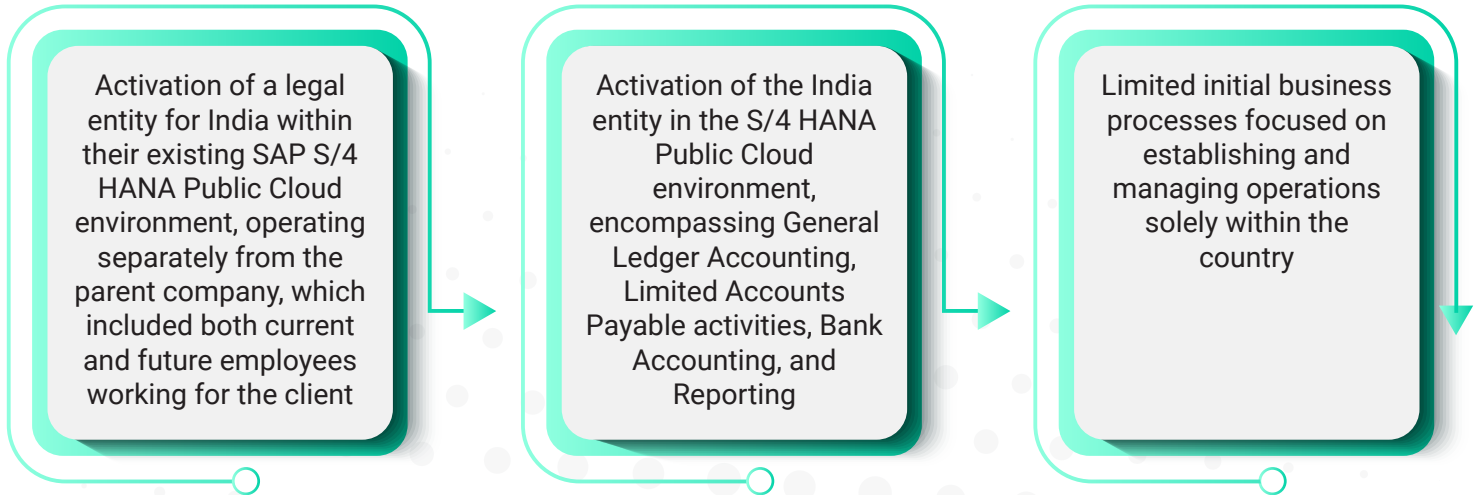 Activation of a legal
entity for India within
their existing SAP S/4
HANA Public Cloud
environment, operating
separately from the
parent company, which
included both current
and future employees
working for the client
Activation of the India
entity in the S/4 HANA
Public Cloud
environment,
encompassing General
Ledger Accounting,
Limited Accounts
Payable activities, Bank
Accounting, and
Reporting
Limited initial business
processes focused on
establishing and
managing operations
solely within the
country